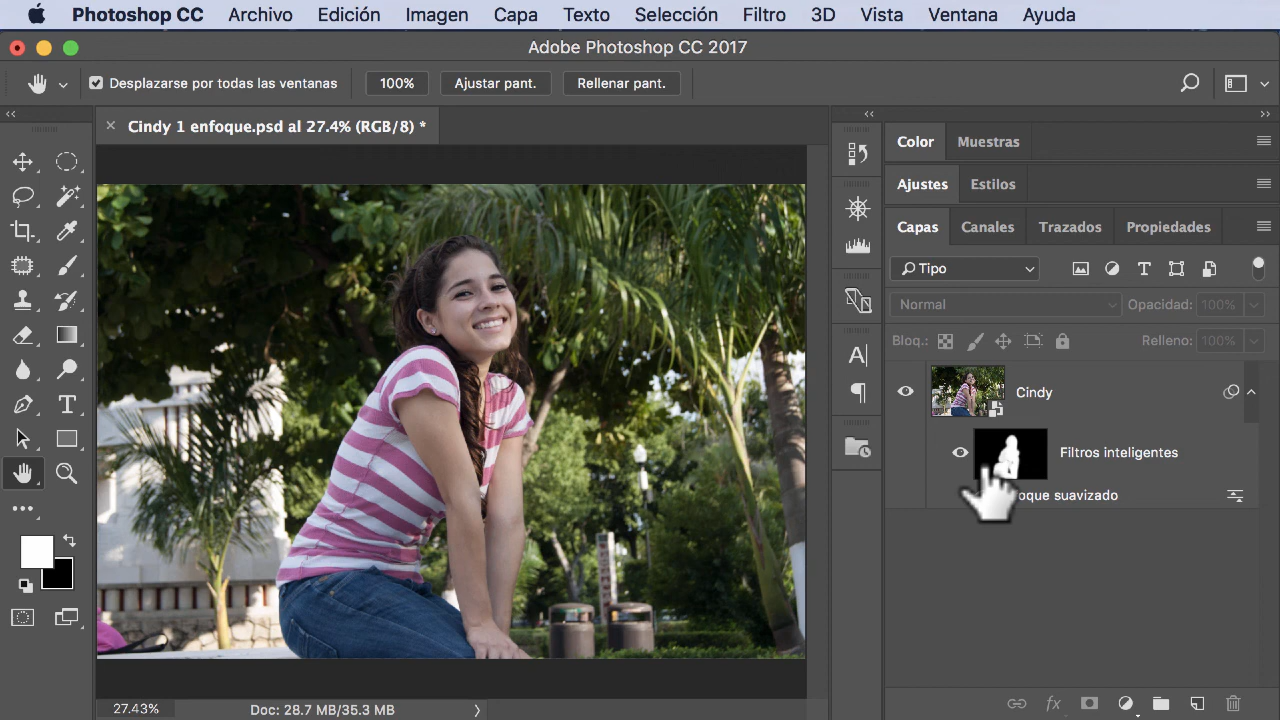 Photoshop CC Archivo Edición Imagen Capa Texto Selección Filtro 3D Vista Ventana Ayuda
Adobe Photoshop CC 2017
Desplazarse por todas las ventanas 100% Ajustar pant. Rellenar pant.
Cindy 1 enfoque.psd al 27.4% (RGB/8) *
Color Muestras
Ajustes Estilos
Capas Canales Trazados Propiedades
Tipo
Normal Opacidad: 100%
Bloq.: Relleno: 100%
Cindy
Filtros inteligentes
oque suavizado
27.43% Doc: 28.7 MB/35.3 MB